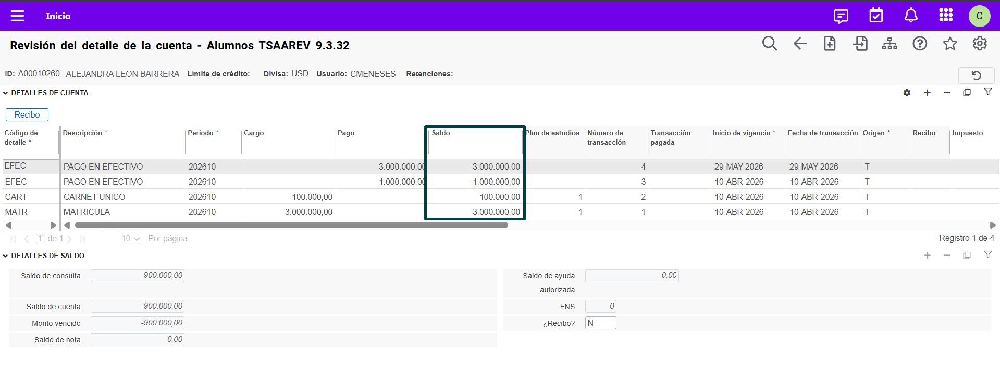 Inicio
C
Revisión del detalle de la cuenta - Alumnos TSAAREV 9.3.32
ID: A00010260 ALEJANDRA LEON BARRERA Límite de crédito: Divisa: USD Usuario: CMENESES Retenciones:
DETALLES DE CUENTA
Recibo
Código de detalle * Descripción * Periodo * Cargo Pago Saldo Plan de estudios Número de transacción Transacción pagada Inicio de vigencia * Fecha de transacción Origen * Recibo Impuesto
EFEC PAGO EN EFECTIVO 202610 3.000.000,00 -3.000.000,00 4 29-MAY-2026 29-MAY-2026 T
EFEC PAGO EN EFECTIVO 202610 1.000.000,00 -1.000.000,00 3 10-ABR-2026 10-ABR-2026 T
CART CARNET UNICO 202610 100.000,00 100.000,00 1 2 10-ABR-2026 10-ABR-2026 T
MATR MATRICULA 202610 3.000.000,00 3.000.000,00 1 1 10-ABR-2026 10-ABR-2026 T
1 de 1 10 Por página Registro 1 de 4
DETALLES DE SALDO
Saldo de consulta -900.000,00 Saldo de ayuda autorizada 0,00
Saldo de cuenta -900.000,00 FNS 0
Monto vencido -900.000,00 ¿Recibo? N
Saldo de nota 0,00